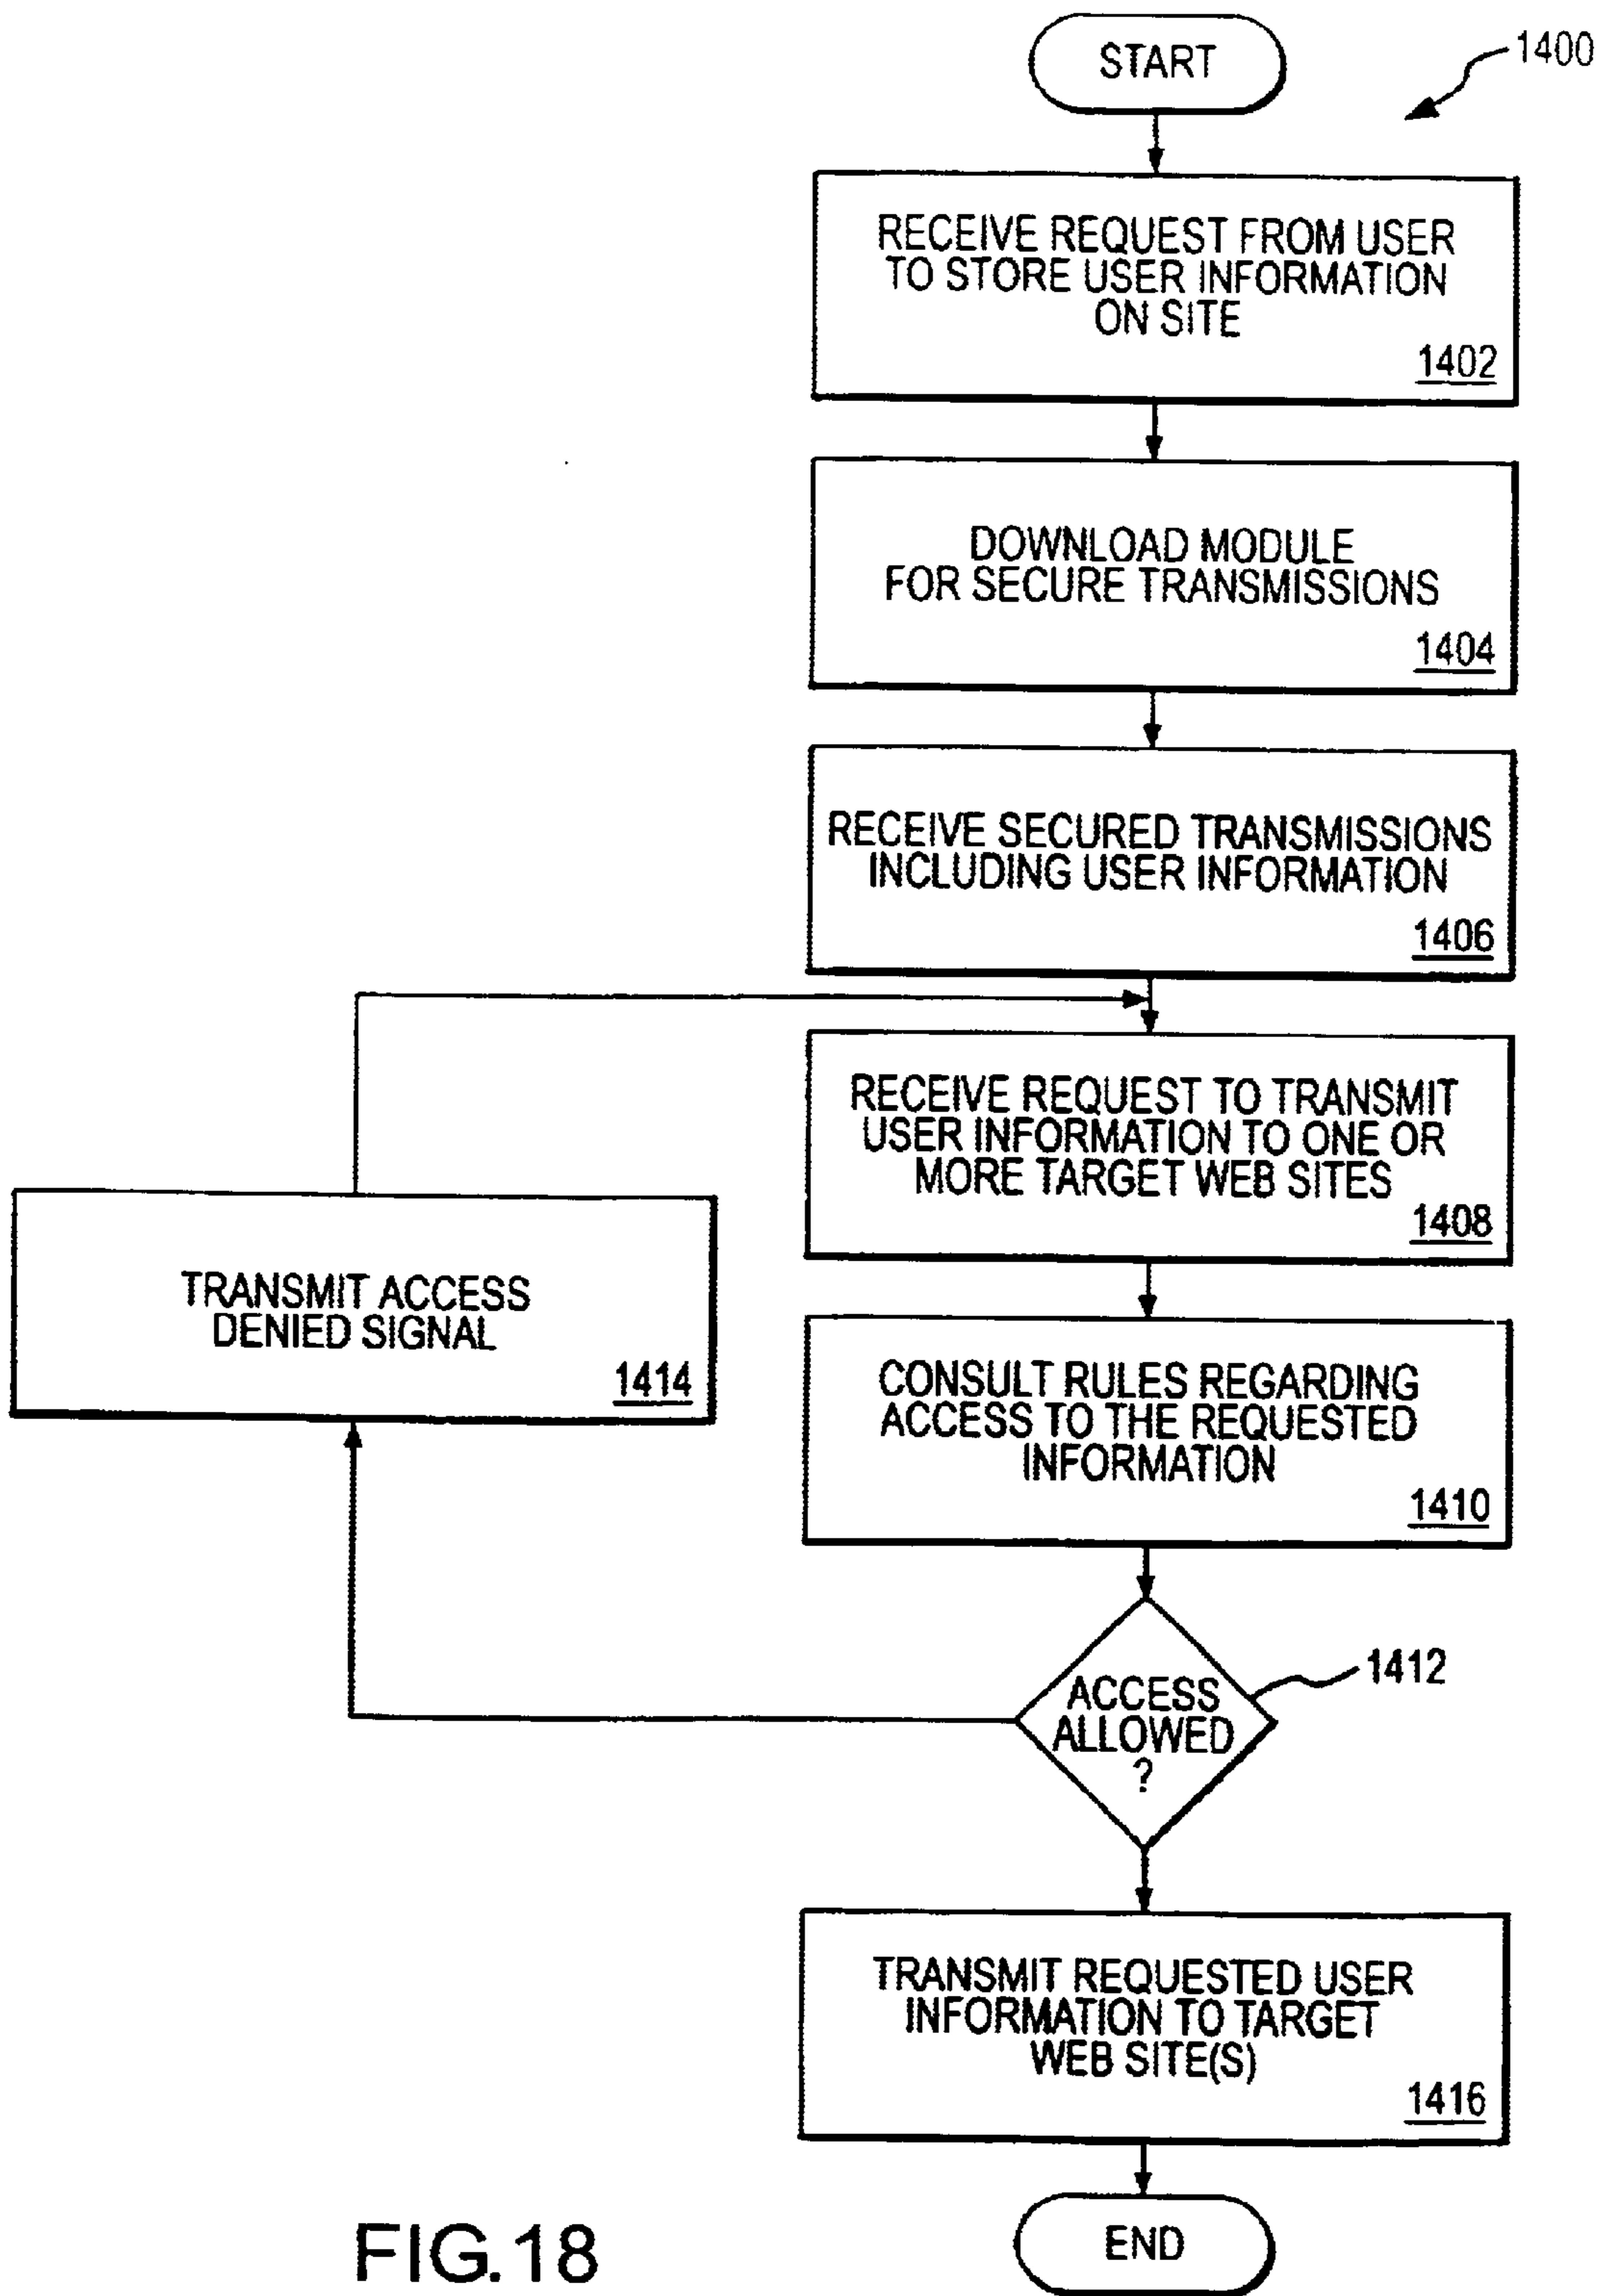 START
1400
RECEIVE REQUEST FROM USER
TO STORE USER INFORMATION
ON SITE
1402
DOWNLOAD MODULE
FOR SECURE TRANSMISSIONS
1404
RECEIVE SECURED TRANSMISSIONS
INCLUDING USER INFORMATION
1406
RECEIVE REQUEST TO TRANSMIT
USER INFORMATION TO ONE OR
MORE TARGET WEB SITES
1408
TRANSMIT ACCESS
DENIED SIGNAL
1414
CONSULT RULES REGARDING
ACCESS TO THE REQUESTED
INFORMATION
1410
ACCESS
ALLOWED
?
1412
TRANSMIT REQUESTED USER
INFORMATION TO TARGET
WEB SITE(S)
1416
END
FIG.18